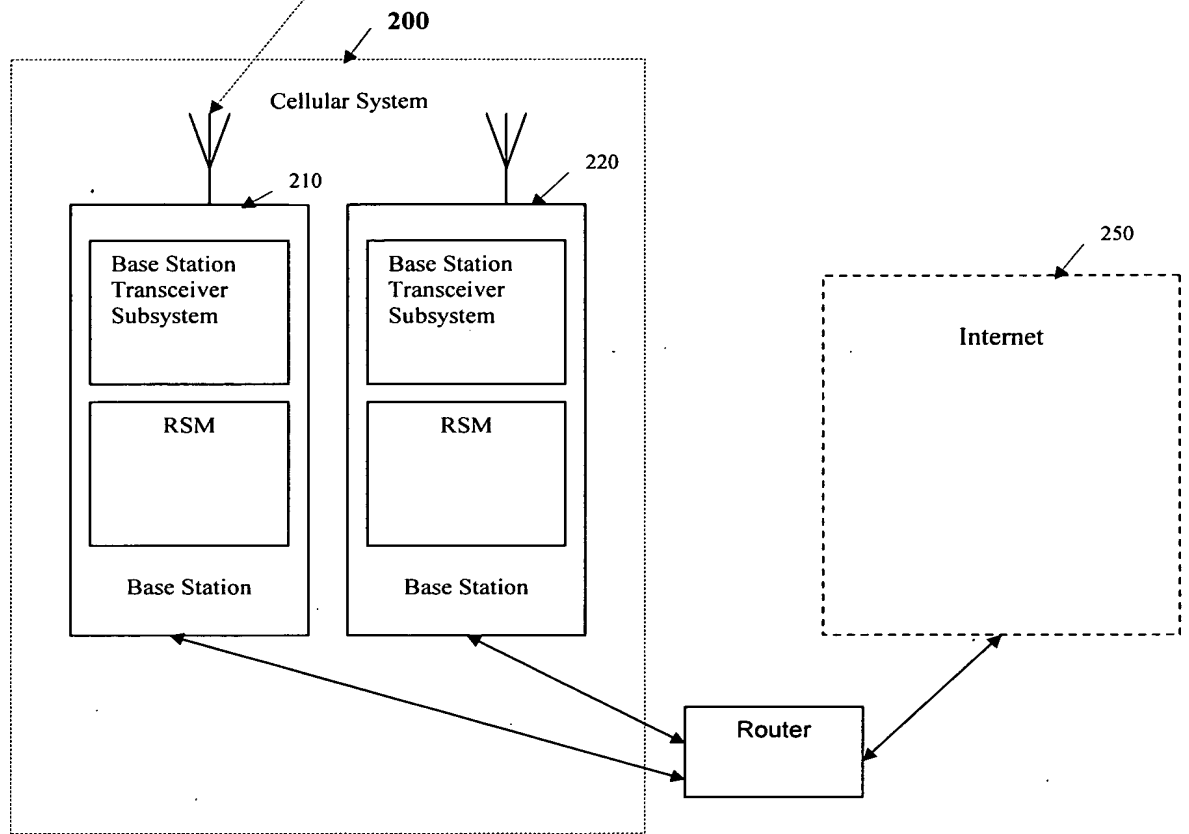 200
Cellular System
210
220
250
Base Station
Transceiver
Subsystem
Base Station
Transceiver
Subsystem
Internet
RSM
RSM
Base Station
Base Station
Router